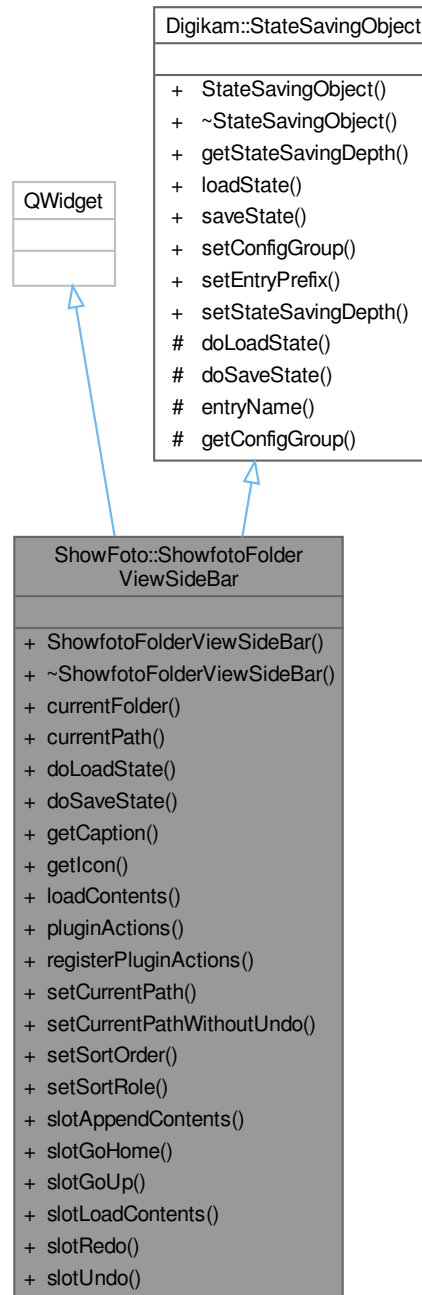 Digikam::StateSavingObject
+ StateSavingObject()
+ ~StateSavingObject()
+ getStateSavingDepth()
+ loadState()
+ saveState()
+ setConfigGroup()
+ setEntryPrefix()
+ setStateSavingDepth()
# doLoadState()
# doSaveState()
# entryName()
# getConfigGroup()
QWidget
ShowFoto::ShowfotoFolder
ViewSideBar
+ ShowfotoFolderViewSideBar()
+ ~ShowfotoFolderViewSideBar()
+ currentFolder()
+ currentPath()
+ doLoadState()
+ doSaveState()
+ getCaption()
+ getIcon()
+ loadContents()
+ pluginActions()
+ registerPluginActions()
+ setCurrentPath()
+ setCurrentPathWithoutUndo()
+ setSortOrder()
+ setSortRole()
+ slotAppendContents()
+ slotGoHome()
+ slotGoUp()
+ slotLoadContents()
+ slotRedo()
+ slotUndo()